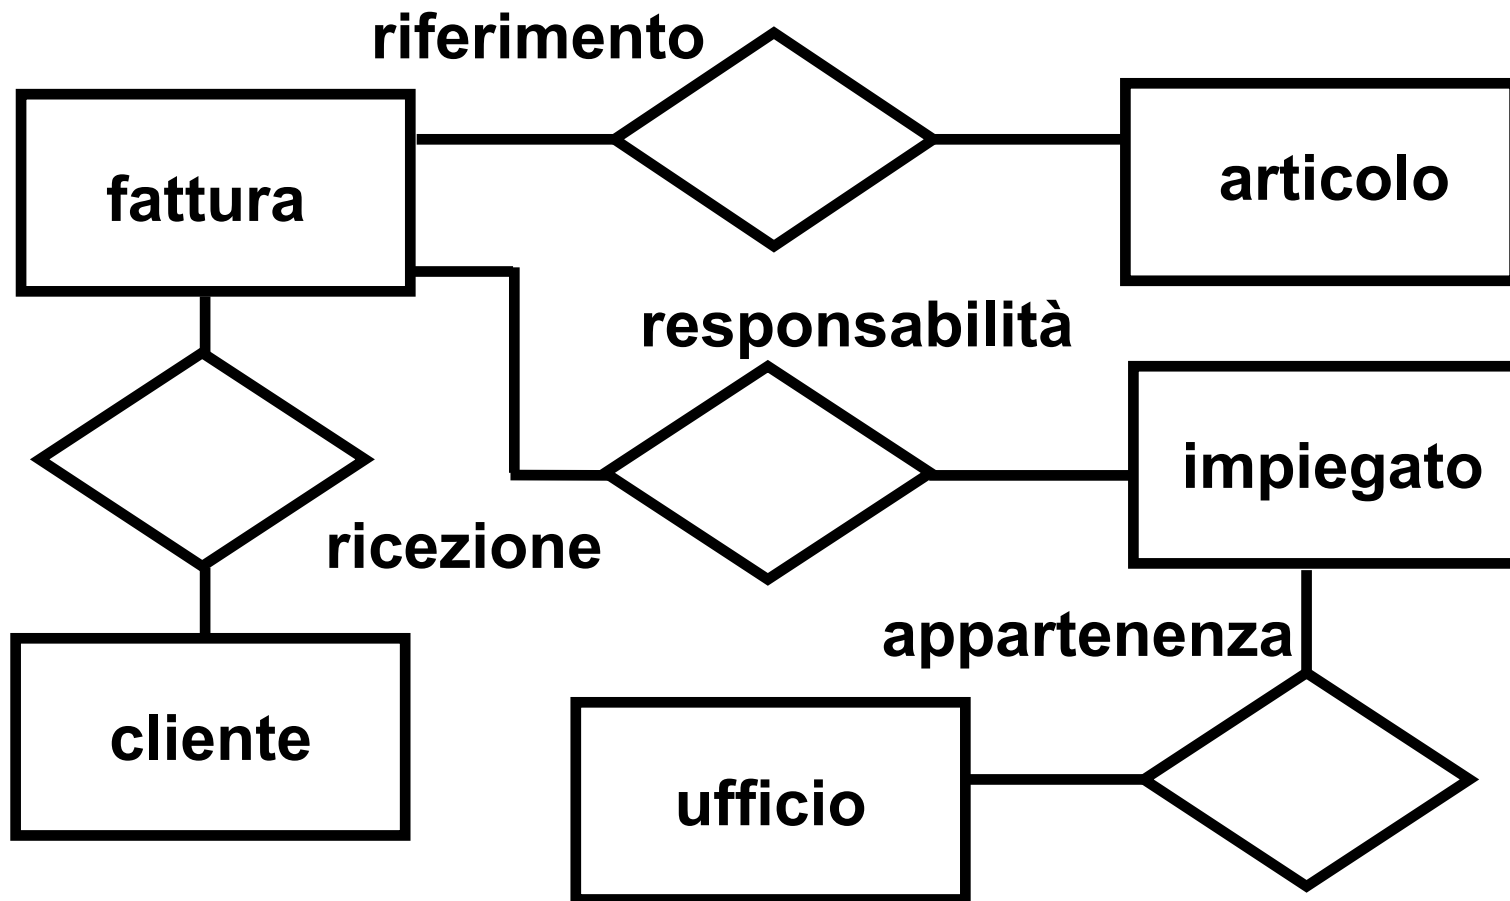 riferimento
fattura
articolo
responsabilità
impiegato
ricezione
appartenenza
cliente
ufficio